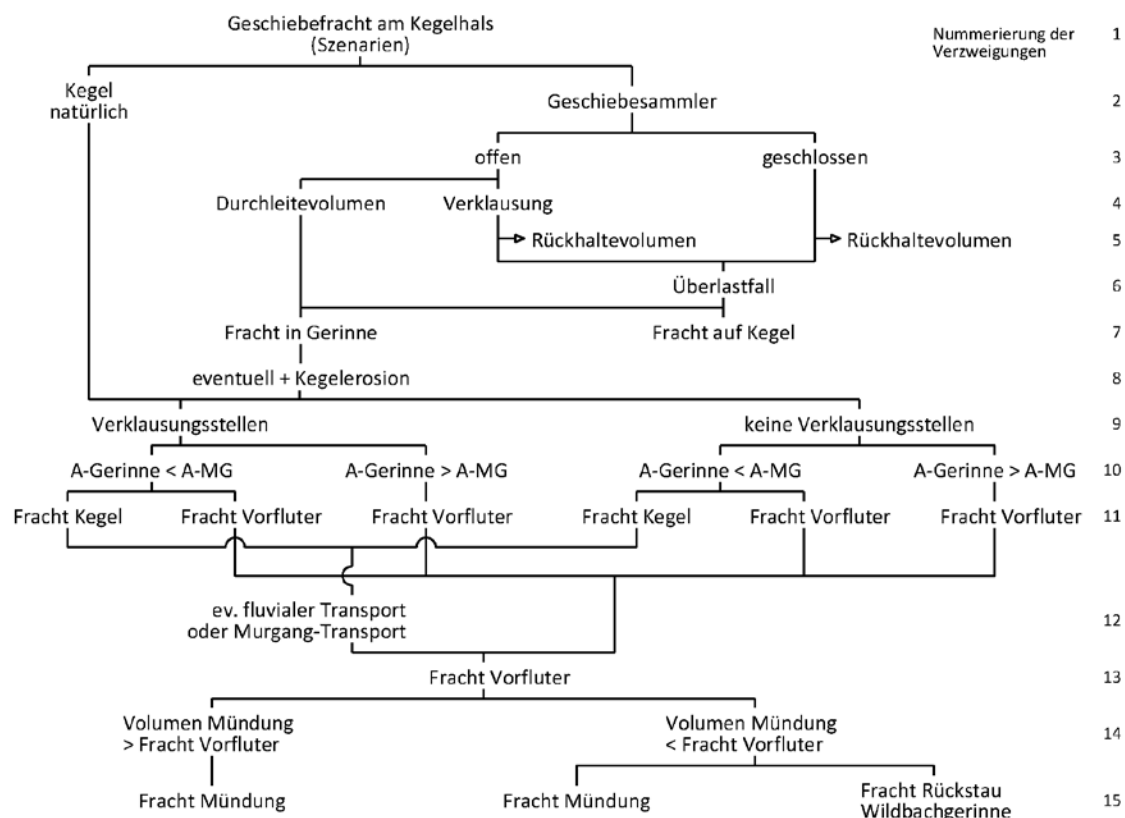 Geschiebefracht am Kegelhals
(Szenarien)
Nummerierung der
Verzweigungen
1
Kegel
natürlich
Geschiebesammler
2
offen
geschlossen
3
Durchleitevolumen
Verklausung
4
Rückhaltevolumen
Rückhaltevolumen
5
Überlastfall
6
Fracht in Gerinne
Fracht auf Kegel
7
eventuell + Kegelerosion
8
Verklausungsstellen
keine Verklausungsstellen
9
A-Gerinne < A-MG
A-Gerinne > A-MG
A-Gerinne < A-MG
A-Gerinne > A-MG
10
Fracht Kegel
Fracht Vorfluter
Fracht Vorfluter
Fracht Kegel
Fracht Vorfluter
Fracht Vorfluter
11
ev. fluvialer Transport
oder Murgang-Transport
12
Fracht Vorfluter
13
Volumen Mündung
> Fracht Vorfluter
Volumen Mündung
< Fracht Vorfluter
14
Fracht Mündung
Fracht Mündung
Fracht Rückstau
Wildbachgerinne
15